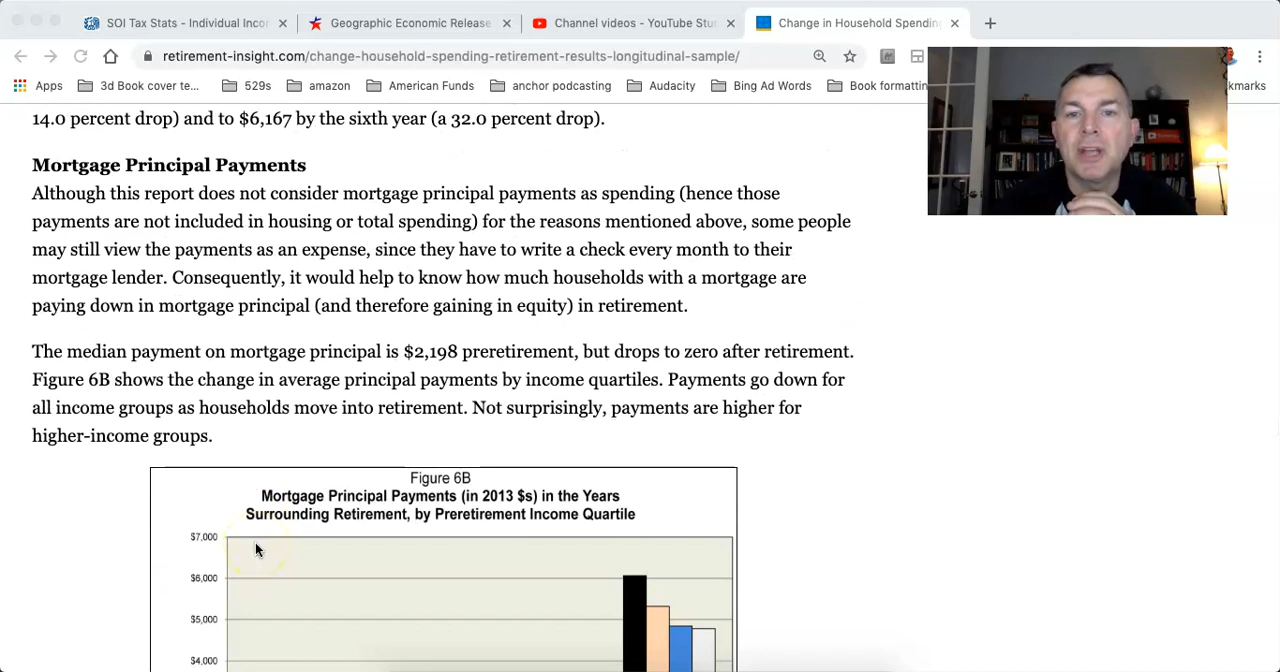 SOI Tax Stats - Individual Incor
Geographic Economic Release
Channel videos - YouTube Stu
Change in Household Spending
retirement-insight.com/change-household-spending-retirement-results-longitudinal-sample/
Apps
3d Book cover te...
529s
amazon
American Funds
anchor podcasting
Audacity
Bing Ad Words
Book formattin
kmarks
14.0 percent drop) and to $6,167 by the sixth year (a 32.0 percent drop).
Mortgage Principal Payments
Although this report does not consider mortgage principal payments as spending (hence those
payments are not included in housing or total spending) for the reasons mentioned above, some people
may still view the payments as an expense, since they have to write a check every month to their
mortgage lender. Consequently, it would help to know how much households with a mortgage are
paying down in mortgage principal (and therefore gaining in equity) in retirement.
The median payment on mortgage principal is $2,198 preretirement, but drops to zero after retirement.
Figure 6B shows the change in average principal payments by income quartiles. Payments go down for
all income groups as households move into retirement. Not surprisingly, payments are higher for
higher-income groups.
Figure 6B
Mortgage Principal Payments (in 2013 $s) in the Years
Surrounding Retirement, by Preretirement Income Quartile
$7,000
$6,000
$5,000
$4,000